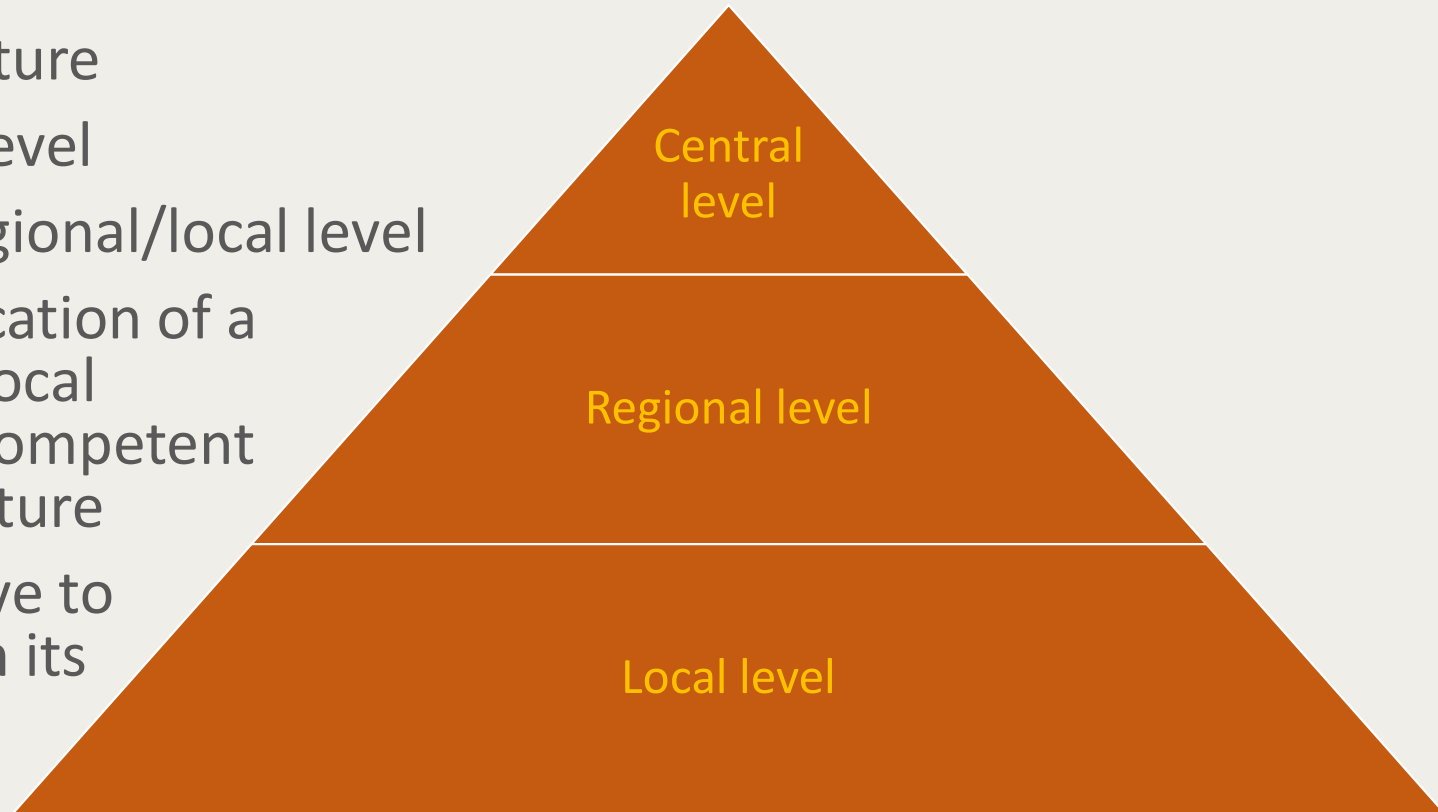 ture
evel
gional/local level
cation of a
ocal
ompetent
ture
ve to
n its
Central
level
Regional level
Local level